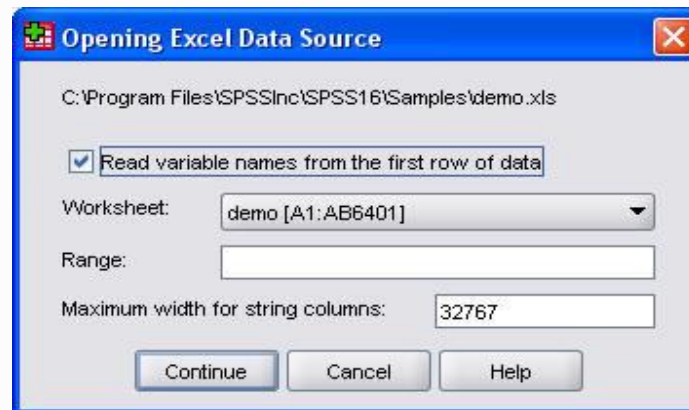 Opening Excel Data Source
C:\Program Files\SPSSInc\SPSS16\Samples\demo.xls
Read variable names from the first row of data
Worksheet: demo [A1:AB6401]
Range:
Maximum width for string columns: 32767
Continue Cancel Help